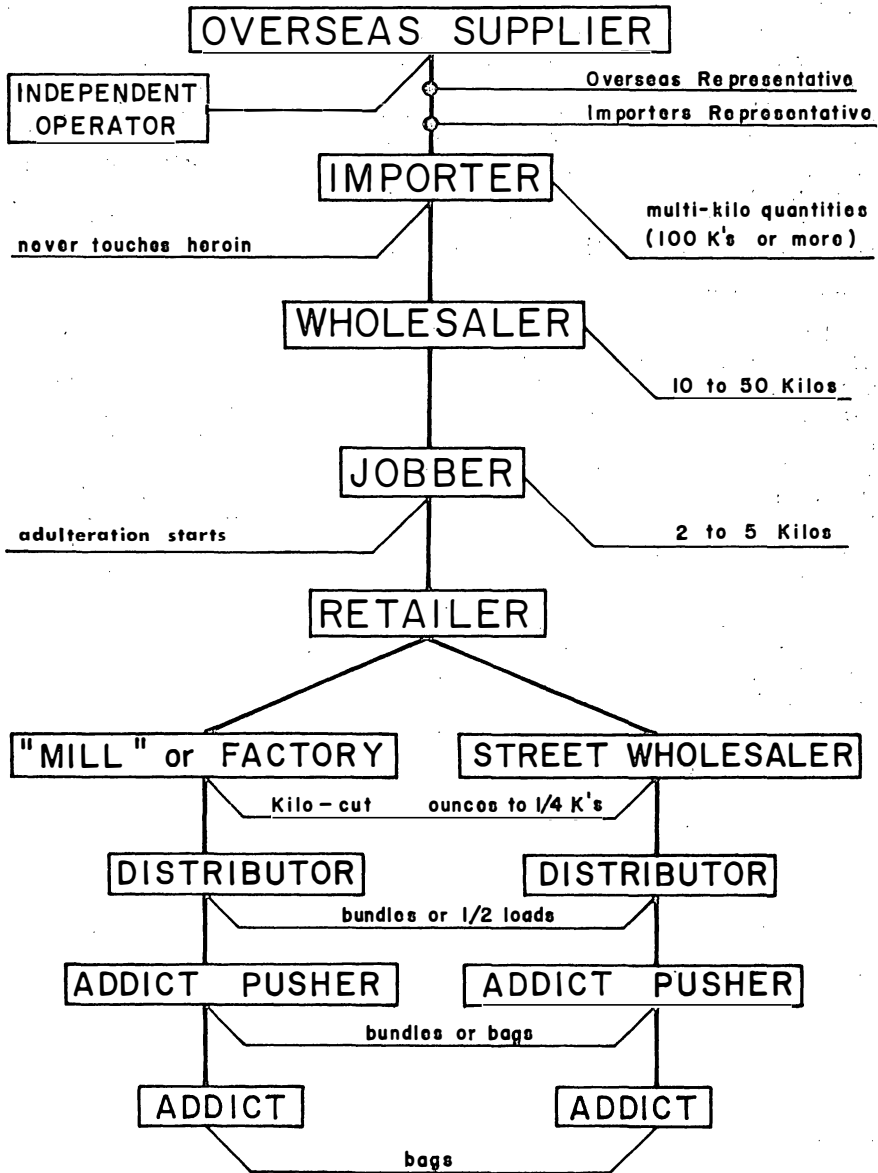 OVERSEAS SUPPLIER
INDEPENDENT
OPERATOR
Overseas Representative
Importers Representative
IMPORTER
never touches heroin
multi-kilo quantities
(100 K's or more)
WHOLESALER
10 to 50 Kilos
JOBBER
adulteration starts
2 to 5 Kilos
RETAILER
"MILL" or FACTORY
STREET WHOLESALER
Kilo-cut
ounces to 1/4 K's
DISTRIBUTOR
DISTRIBUTOR
bundles or 1/2 loads
ADDICT PUSHER
ADDICT PUSHER
bundles or bags
ADDICT
ADDICT
bags